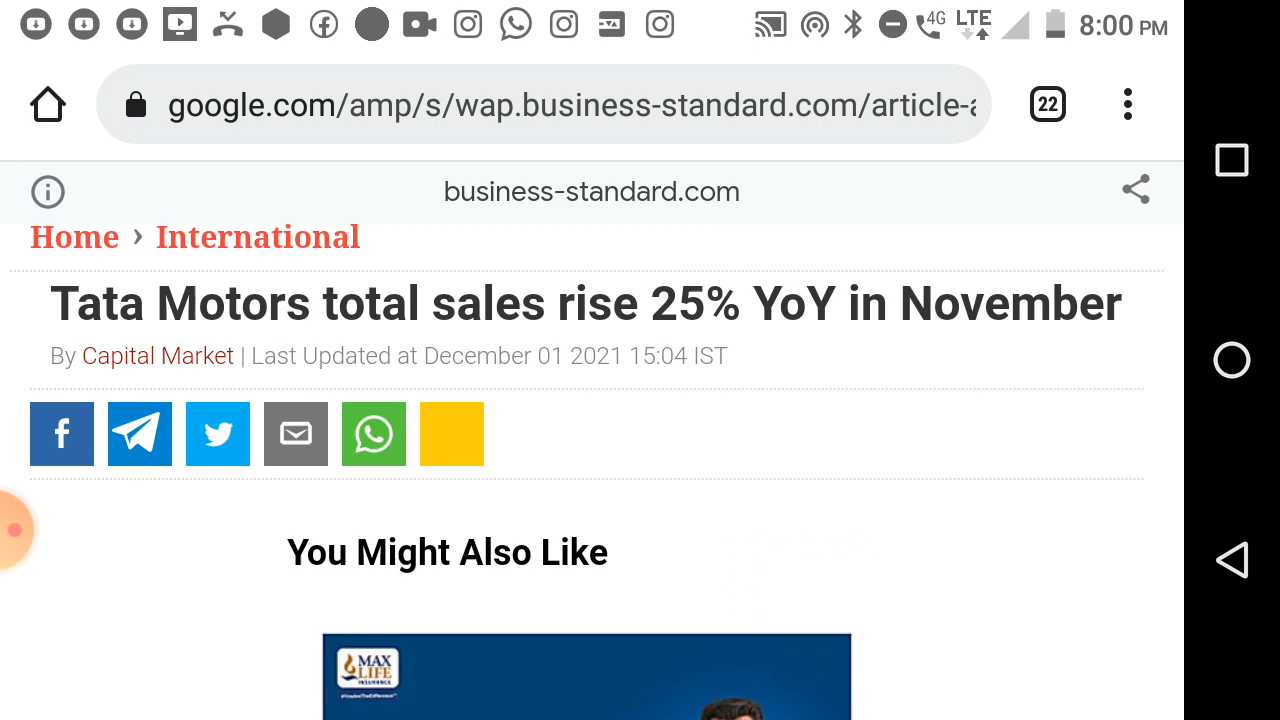 4G LTE 8:00 PM
google.com/amp/s/wap.business-standard.com/article-a
22
business-standard.com
Home › International
Tata Motors total sales rise 25% YoY in November
By Capital Market | Last Updated at December 01 2021 15:04 IST
You Might Also Like
MAX
LIFE
INSURANCE